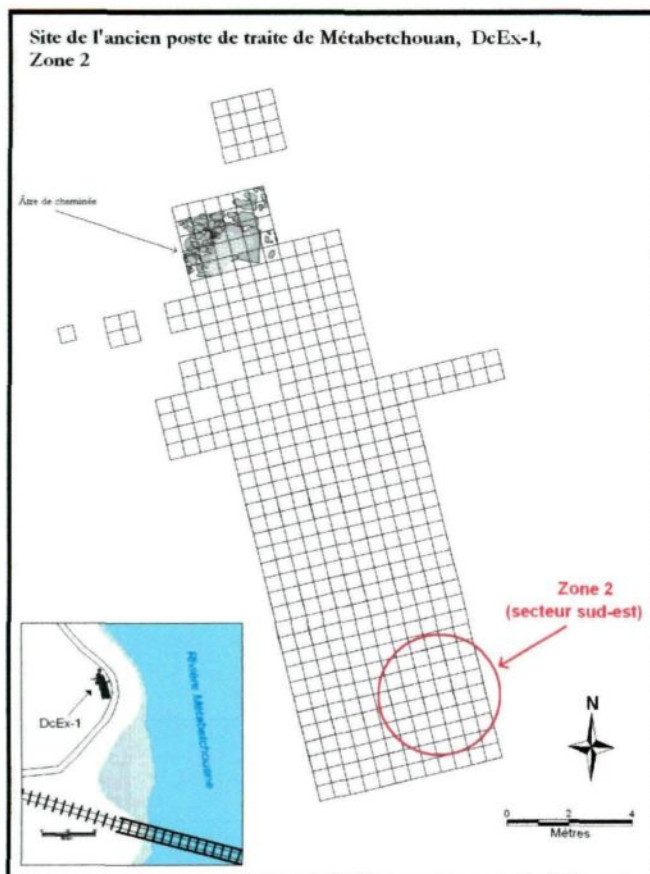 Site de l'ancien poste de traite de Métabetchouan, DcEx-1,
Zone 2
Âtre de cheminée
Zone 2
(secteur sud-est)
DcEx-1
Rivière Métabetchouane
N
0 2 4
Mètres